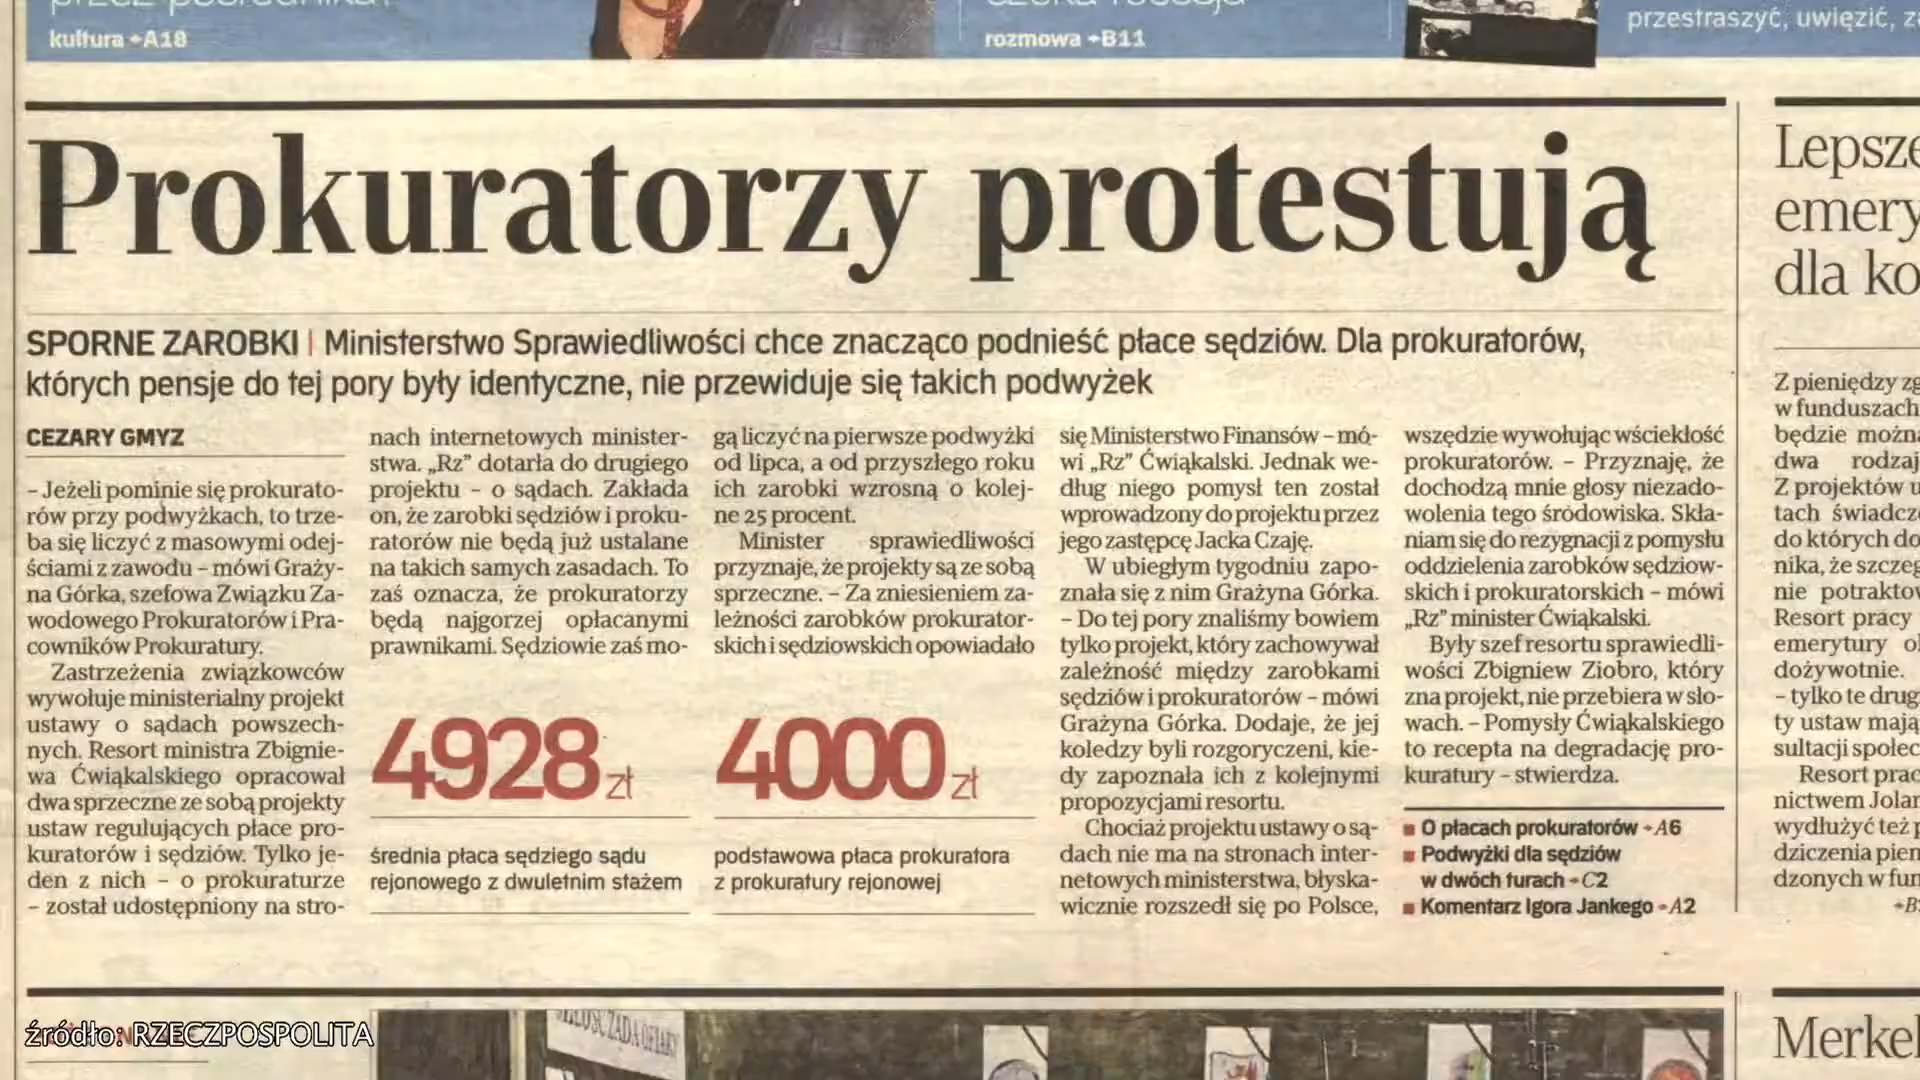 kultura A18
rozmowa B11
przestraszyć, uwięzić,
Prokuratorzy protestują
SPORNE ZAROBKI | Ministerstwo Sprawiedliwości chce znacząco podnieść płace sędziów. Dla prokuratorów,
których pensje do tej pory były identyczne, nie przewiduje się takich podwyżek
CEZARY GMYZ
– Jeżeli pominie się prokurato-
rów przy podwyżkach, to trze-
ba się liczyć z masowymi odej-
ściami z zawodu – mówi Graży-
na Górka, szefowa Związku Za-
wodowego Prokuratorów i Pra-
cowników Prokuratury.
Zastrzeżenia związkowców
wywołuje ministerialny projekt
ustawy o sądach powszech-
nych. Resort ministra Zbignie-
wa Ćwiąkalskiego opracował
dwa sprzeczne ze sobą projekty
ustaw regulujących płace pro-
kuratorów i sędziów. Tylko je-
den z nich – o prokuraturze
– został udostępniony na stro-
nach internetowych minister-
stwa. „Rz” dotarła do drugiego
projektu – o sądach. Zakłada
on, że zarobki sędziów i proku-
ratorów nie będą już ustalane
na takich samych zasadach. To
zaś oznacza, że prokuratorzy
będą najgorzej opłacanymi
prawnikami. Sędziowie zaś mo-
gą liczyć na pierwsze podwyżki
od lipca, a od przyszłego roku
ich zarobki wzrosną o kolej-
ne 25 procent.
Minister sprawiedliwości
przyznaje, że projekty są ze sobą
sprzeczne. – Za zniesieniem za-
leżności zarobków prokurator-
skich i sędziowskich opowiadało
4928 zł
średnia płaca sędziego sądu
rejonowego z dwuletnim stażem
4000 zł
podstawowa płaca prokuratora
z prokuratury rejonowej
się Ministerstwo Finansów – mó-
wi „Rz” Ćwiąkalski. Jednak we-
dług niego pomysł ten został
wprowadzony do projektu przez
jego zastępcę Jacka Czaję.
W ubiegłym tygodniu zapo-
znała się z nim Grażyna Górka.
– Do tej pory znaliśmy bowiem
tylko projekt, który zachowywał
zależność między zarobkami
sędziów i prokuratorów – mówi
Grażyna Górka. Dodaje, że jej
koledzy byli rozgoryczeni, kie-
dy zapoznała ich z kolejnymi
propozycjami resortu.
Chociaż projektu ustawy o są-
dach nie ma na stronach inter-
netowych ministerstwa, błyska-
wicznie rozszedł się po Polsce,
wszędzie wywołując wściekłość
prokuratorów. – Przyznaję, że
dochodzą mnie głosy niezado-
wolenia tego środowiska. Skła-
niam się do rezygnacji z pomysłu
oddzielenia zarobków sędziow-
skich i prokuratorskich – mówi
„Rz” minister Ćwiąkalski.
Były szef resortu sprawiedli-
wości Zbigniew Ziobro, który
zna projekt, nie przebiera w sło-
wach. – Pomysły Ćwiąkalskiego
to recepta na degradację pro-
kuratury – stwierdza.
O płacach prokuratorów A6
Podwyżki dla sędziów
w dwóch turach C2
Komentarz Igora Jankego A2
Lepsze
emery
dla ko
Z pieniędzy zg
w funduszach
będzie można
dwa rodzaj
Z projektów u
tach świadcze
do których do
nika, że szczeg
nie potraktow
Resort pracy
emerytury ok
dożywotnie.
– tylko te drug
ty ustaw mają
sultacji społec
Resort prac
nictwem Jolan
wydłużyć też p
dziczenia pien
dzonych w fun
Merkel
źródło: RZECZPOSPOLITA